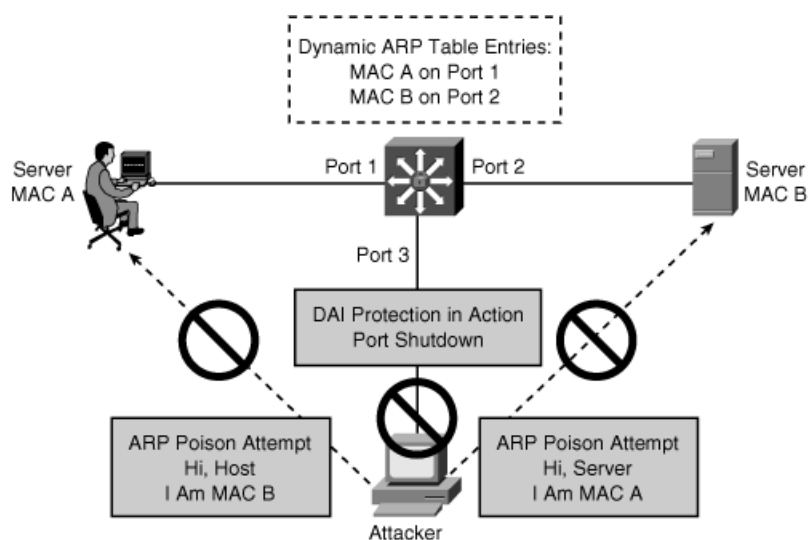 Dynamic ARP Table Entries:
MAC A on Port 1
MAC B on Port 2
Server
MAC A
Port 1
Port 2
Server
MAC B
Port 3
DAI Protection in Action
Port Shutdown
ARP Poison Attempt
Hi, Host
I Am MAC B
ARP Poison Attempt
Hi, Server
I Am MAC A
Attacker